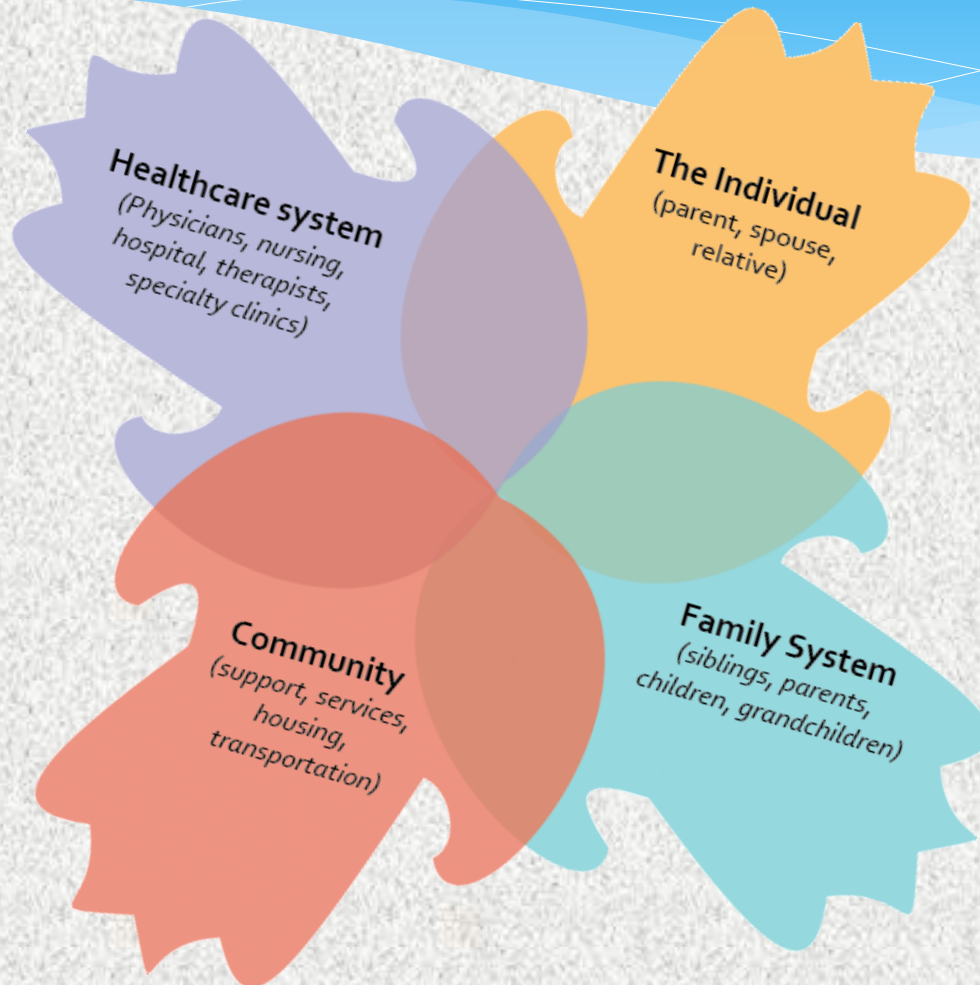 Healthcare system
(Physicians, nursing,
hospital, therapists,
specialty clinics)
The Individual
(parent, spouse,
relative)
Community
(support, services,
housing,
transportation)
Family System
(siblings, parents,
children, grandchildren)